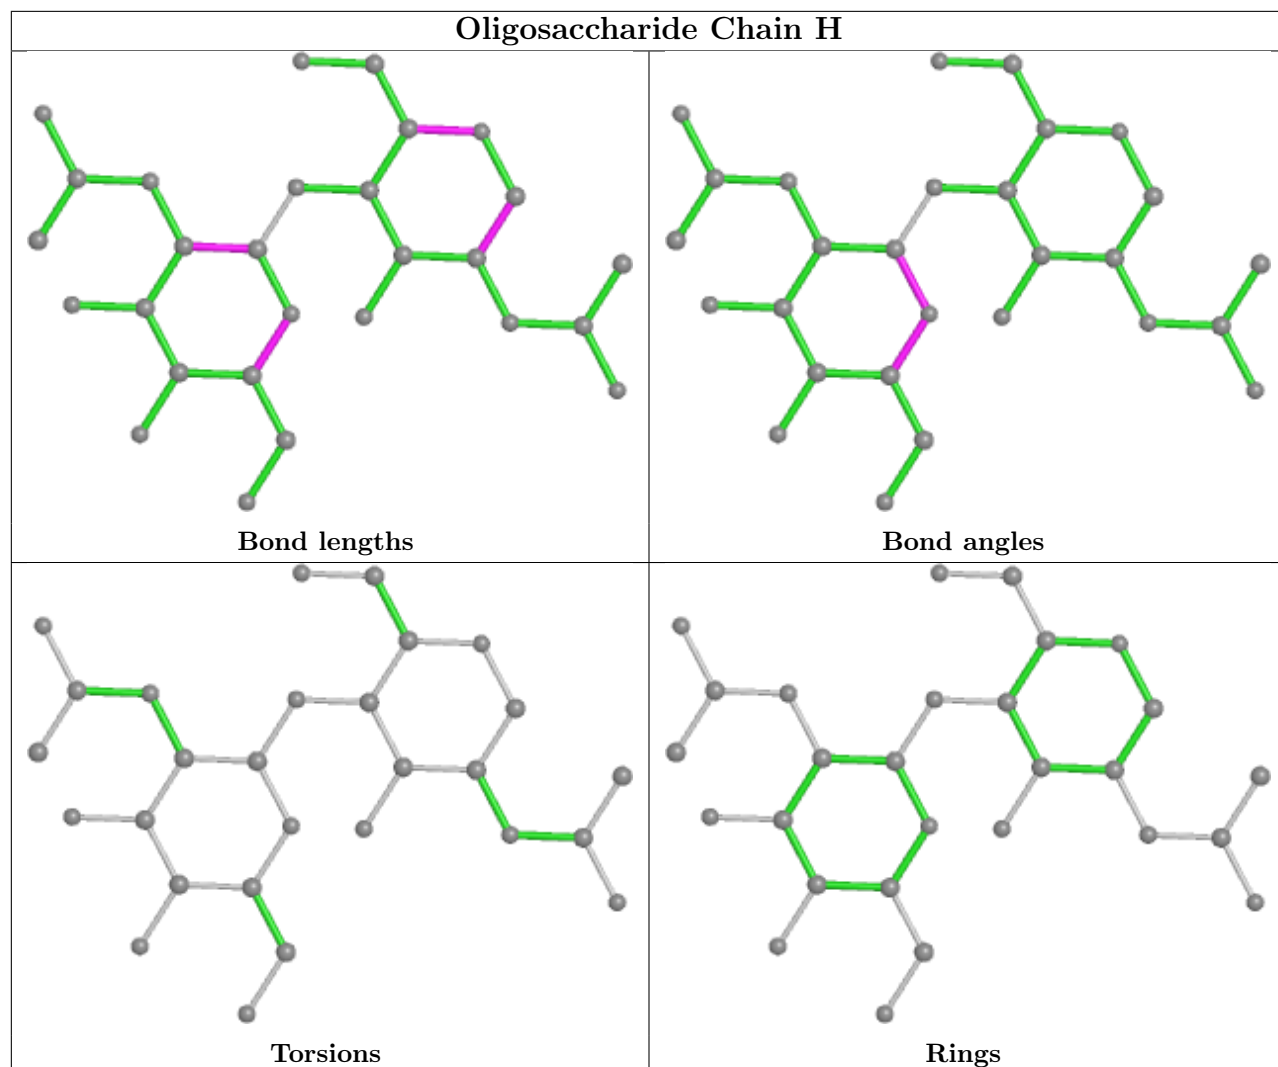 Oligosaccharide Chain H
Bond lengths
Bond angles
Torsions
Rings